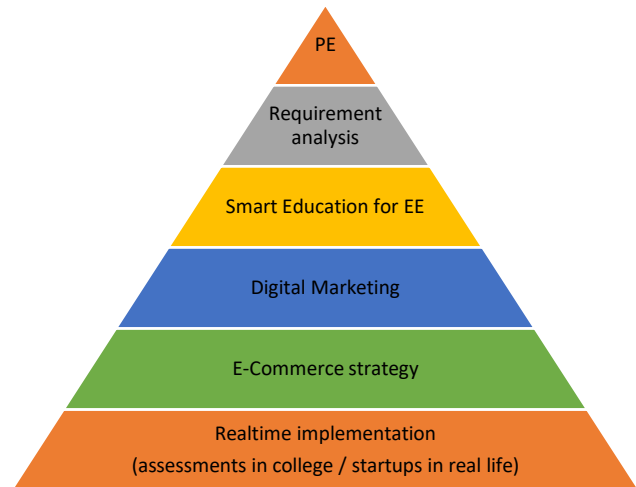 PE
Requirement
analysis
Smart Education for EE
Digital Marketing
E-Commerce strategy
Realtime implementation
(assessments in college / startups in real life)